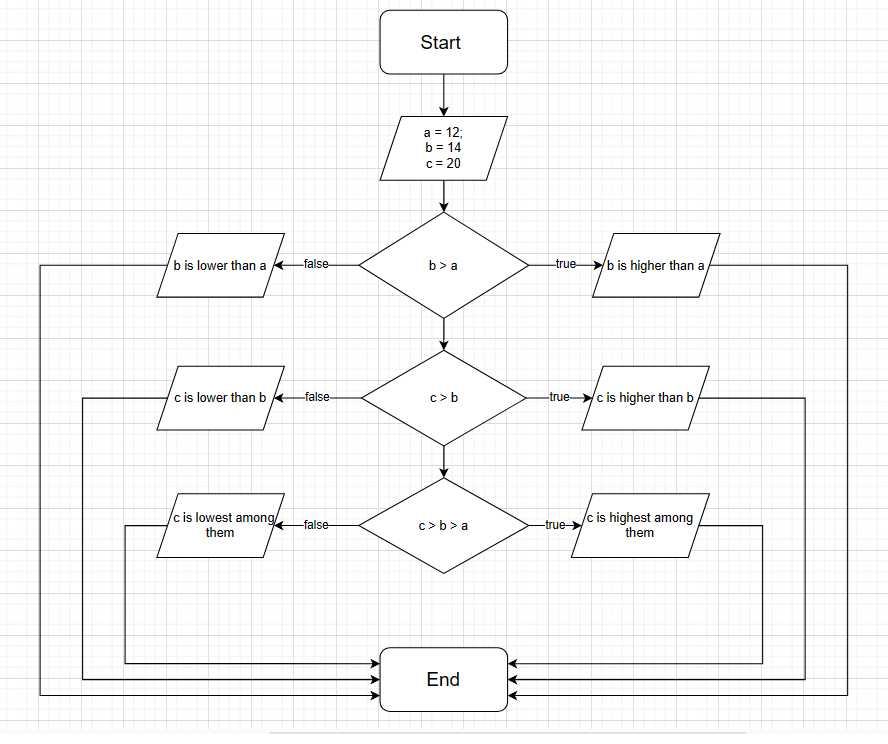 Start
a = 12;
b = 14
c = 20
b is lower than a
false
b > a
true
b is higher than a
c is lower than b
false
c > b
true
c is higher than b
c is lowest among
them
false
c > b > a
true
c is highest among
them
End